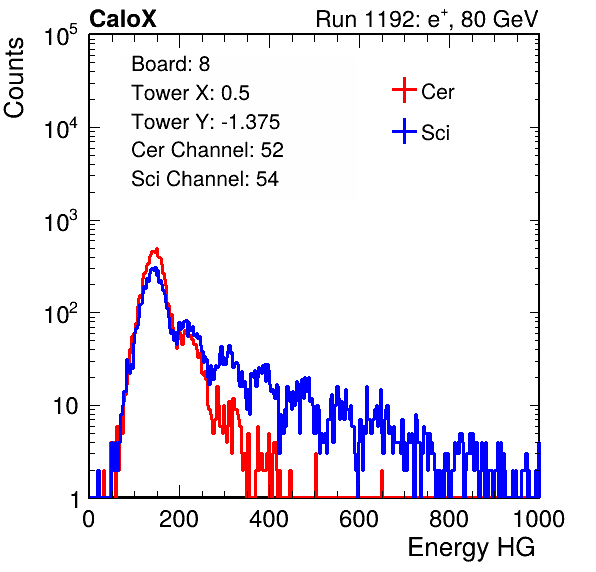 CaloX Run 1192: e⁺, 80 GeV
Counts
Board: 8
Tower X: 0.5
Tower Y: -1.375
Cer Channel: 52
Sci Channel: 54
Cer
Sci
10⁵
10⁴
10³
10²
10
1
0 200 400 600 800 1000
Energy HG